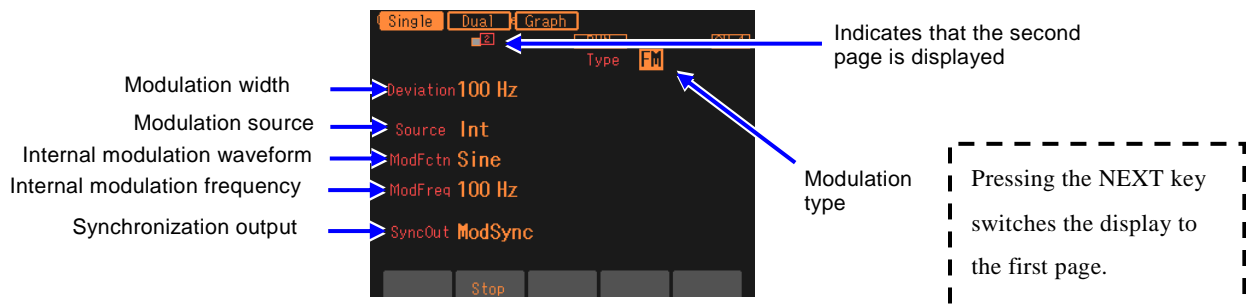 Single Dual Graph
2
Type FM
Indicates that the second
page is displayed
Modulation width
Deviation 100 Hz
Modulation source
Source Int
Internal modulation waveform
ModFctn Sine
Internal modulation frequency
ModFreq 100 Hz
Synchronization output
SyncOut ModSync
Modulation
type
Stop
Pressing the NEXT key
switches the display to
the first page.